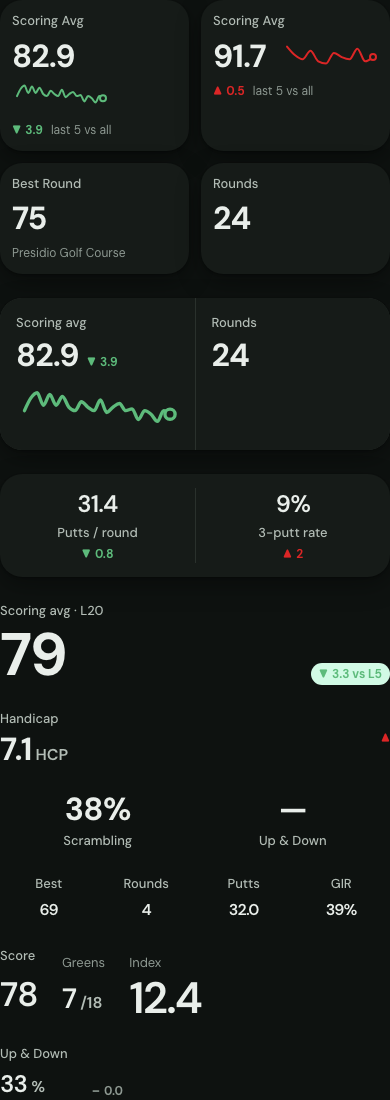 Scoring Avg
82.9
▼ 3.9 last 5 vs all
Scoring Avg
91.7
▲ 0.5 last 5 vs all
Best Round
75
Presidio Golf Course
Rounds
24
Scoring avg
82.9 ▼ 3.9
Rounds
24
31.4
Putts / round
▼ 0.8
9%
3-putt rate
▲ 2
Scoring avg · L20
79
▼ 3.3 vs L5
Handicap
7.1 HCP
▲
38%
Scrambling
—
Up & Down
Best
69
Rounds
4
Putts
32.0
GIR
39%
Score
78
Greens
7 /18
Index
12.4
Up & Down
33 %
– 0.0